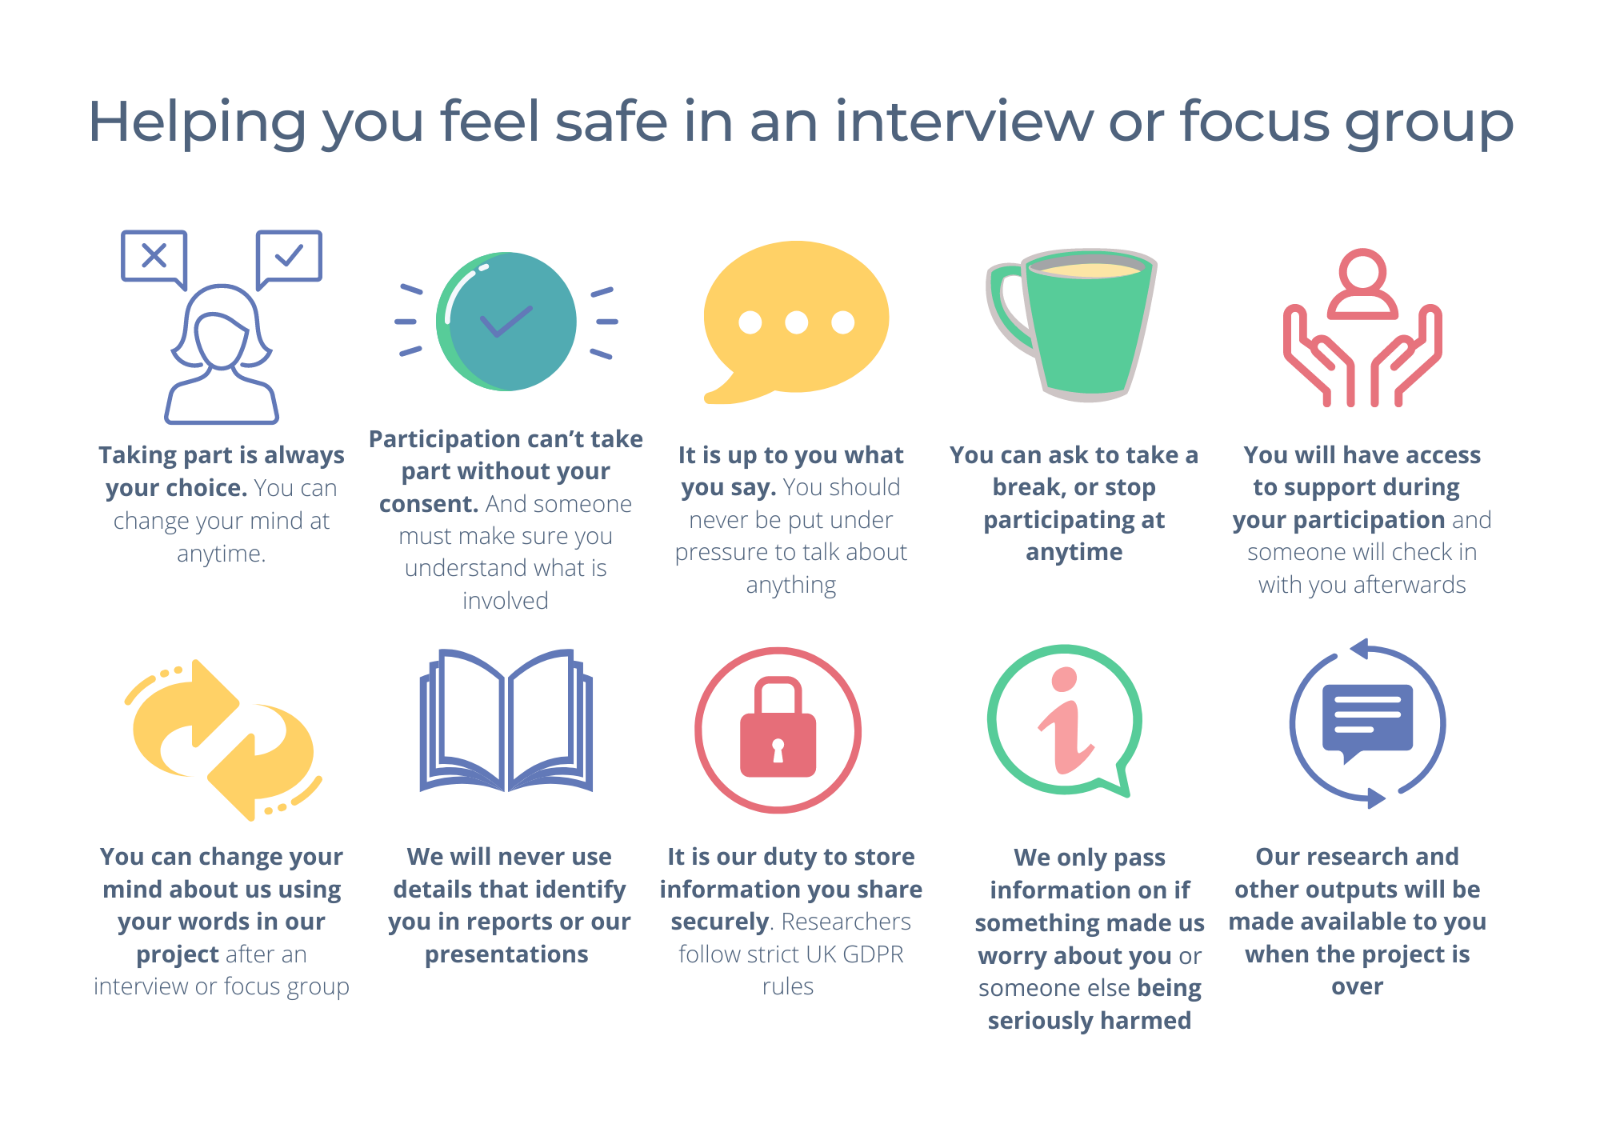 Helping you feel safe in an interview or focus group
Taking part is always
your choice. You can
change your mind at
anytime.
Participation can’t take
part without your
consent. And someone
must make sure you
understand what is
involved
It is up to you what
you say. You should
never be put under
pressure to talk about
anything
You can ask to take a
break, or stop
participating at
anytime
You will have access
to support during
your participation and
someone will check in
with you afterwards
You can change your
mind about us using
your words in our
project after an
interview or focus group
We will never use
details that identify
you in reports or our
presentations
It is our duty to store
information you share
securely. Researchers
follow strict UK GDPR
rules
We only pass
information on if
something made us
worry about you or
someone else being
seriously harmed
Our research and
other outputs will be
made available to you
when the project is
over